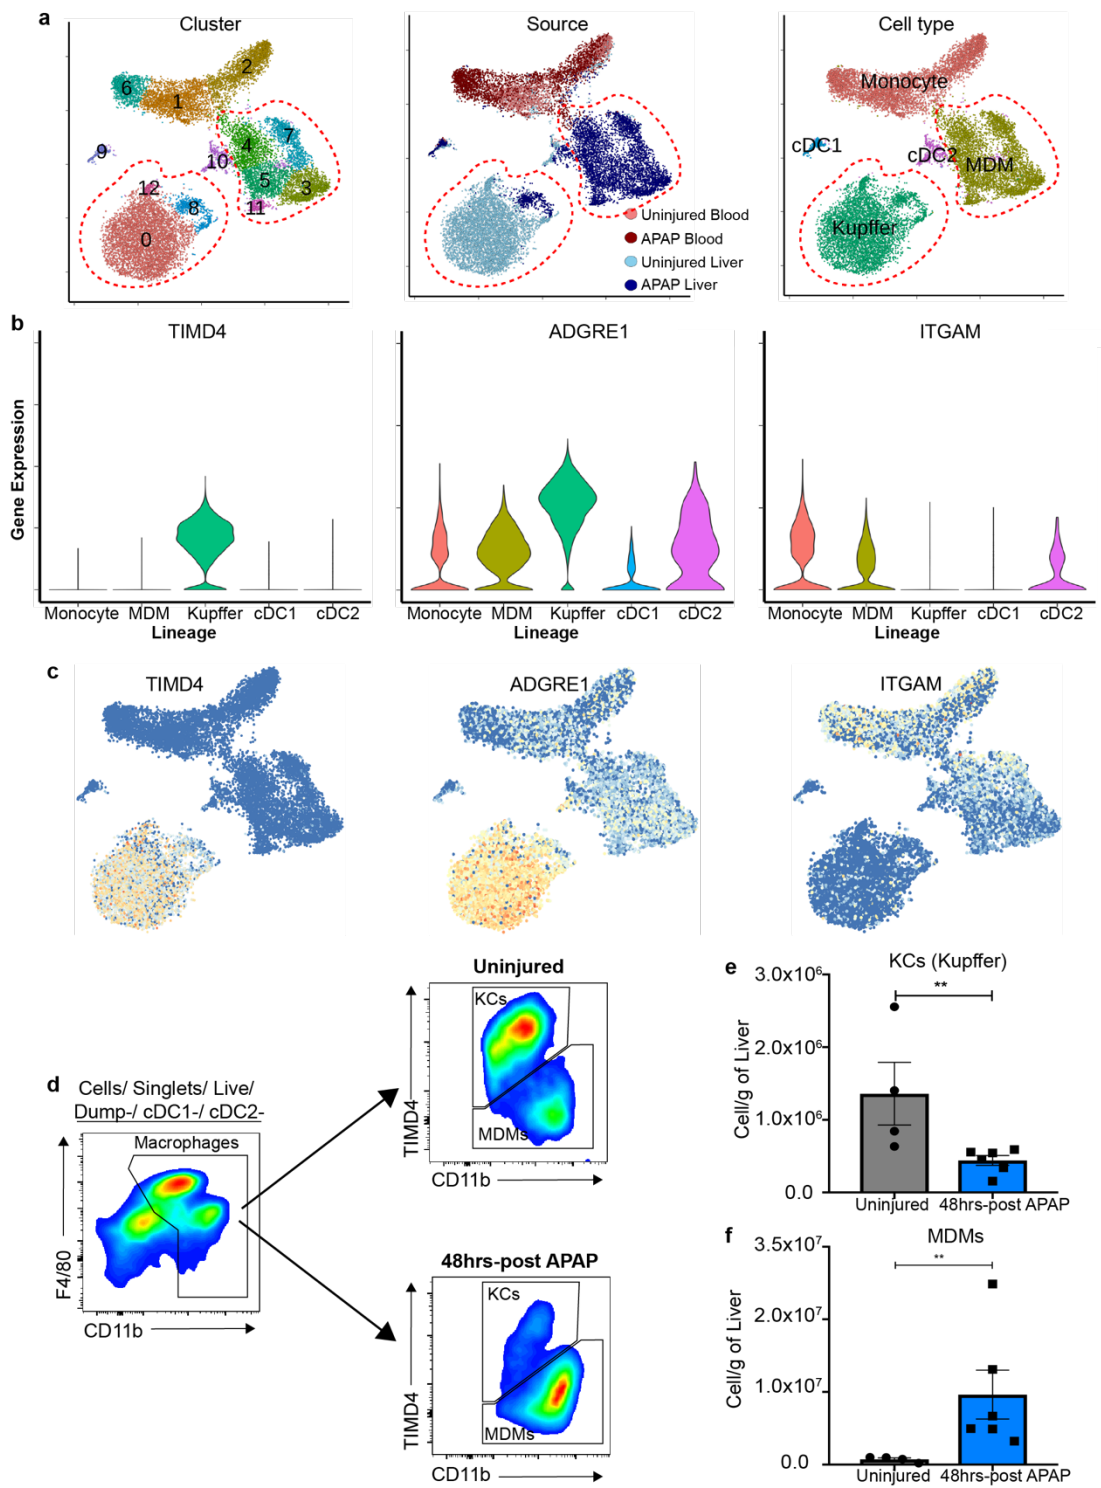 a
Cluster
Source
Cell type
2
6
1
7
4
9
10
5
3
12
8
11
0
Uninjured Blood
APAP Blood
Uninjured Liver
APAP Liver
Monocyte
cDC1
cDC2
MDM
Kupffer
b
TIMD4
ADGRE1
ITGAM
Gene Expression
Monocyte MDM Kupffer cDC1 cDC2
Lineage
Monocyte MDM Kupffer cDC1 cDC2
Lineage
Monocyte MDM Kupffer cDC1 cDC2
Lineage
c
TIMD4
ADGRE1
ITGAM
d
Cells/ Singlets/ Live/
Dump-/ cDC1-/ cDC2-
Macrophages
F4/80
CD11b
Uninjured
KCs
MDMs
TIMD4
CD11b
48hrs-post APAP
KCs
MDMs
TIMD4
CD11b
e
KCs (Kupffer)
**
Cell/g of Liver
3.0x10⁶
2.0x10⁶
1.0x10⁶
0.0
Uninjured 48hrs-post APAP
f
MDMs
**
Cell/g of Liver
3.5x10⁷
2.0x10⁷
1.0x10⁷
0.0
Uninjured 48hrs-post APAP